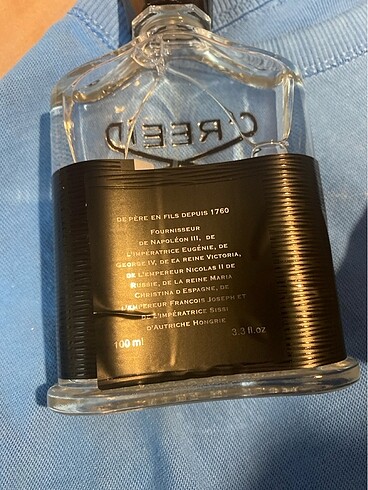 CREED
DE PÈRE EN FILS DEPUIS 1760
FOURNISSEUR
DE NAPOLÉON III, DE
L'IMPÉRATRICE EUGÉNIE, DE
GEORGE IV, DE EA REINE VICTORIA,
DE L'EMPEREUR NICOLAS II DE
RUSSIE, DE LA REINE MARIA
CHRISTINA D ESPAGNE, DE
L'EMPEREUR FRANÇOIS JOSEPH ET
DE L'IMPÉRATRICE SISSI
D'AUTRICHE HONGRIE
100 ml
3.3 fl.oz